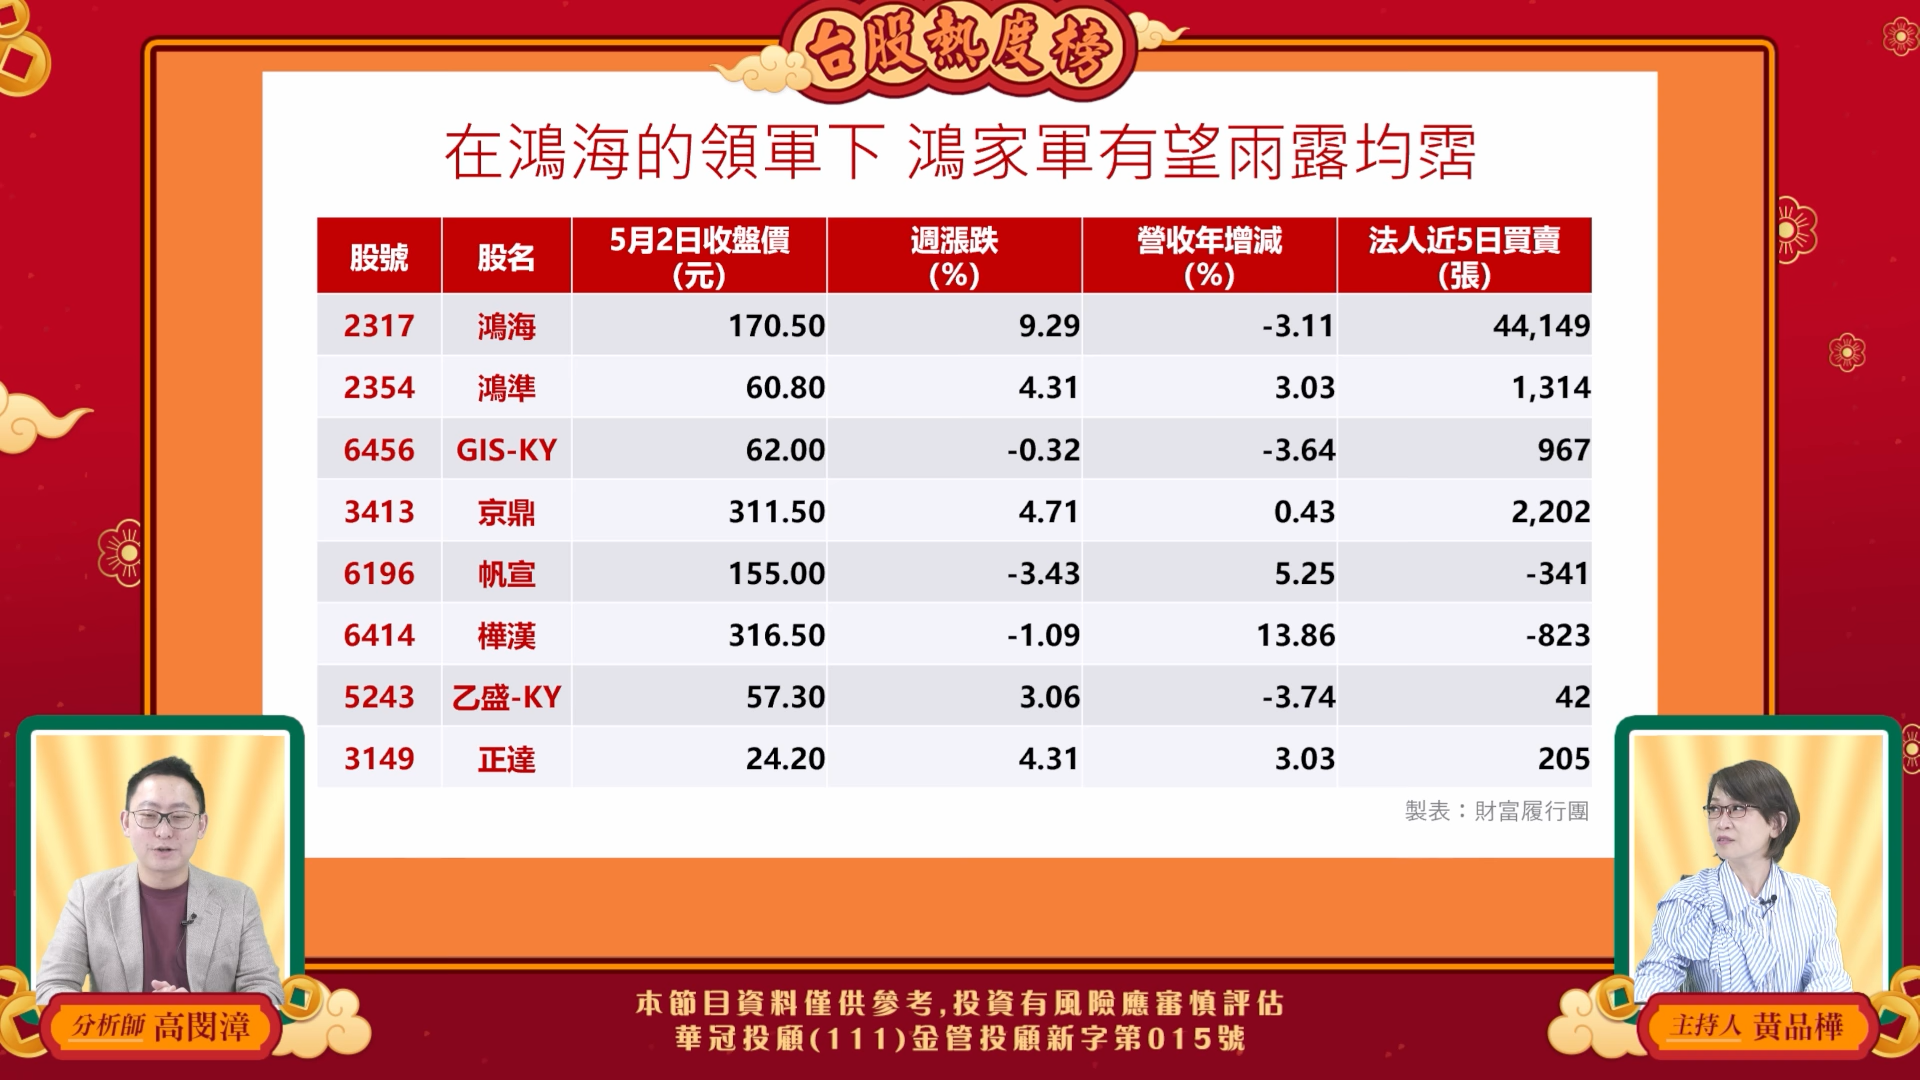 台股熱度榜
在鴻海的領軍下 鴻家軍有望雨露均霑
股號 股名 5月2日收盤價(元) 週漲跌(%) 營收年增減(%) 法人近5日買賣(張)
2317 鴻海 170.50 9.29 -3.11 44,149
2354 鴻準 60.80 4.31 3.03 1,314
6456 GIS-KY 62.00 -0.32 -3.64 967
3413 京鼎 311.50 4.71 0.43 2,202
6196 帆宣 155.00 -3.43 5.25 -341
6414 樺漢 316.50 -1.09 13.86 -823
5243 乙盛-KY 57.30 3.06 -3.74 42
3149 正達 24.20 4.31 3.03 205
製表：財富履行團
分析師 高閔漳
主持人 黃品樺
本節目資料僅供參考,投資有風險應審慎評估
華冠投顧(111)金管投顧新字第015號